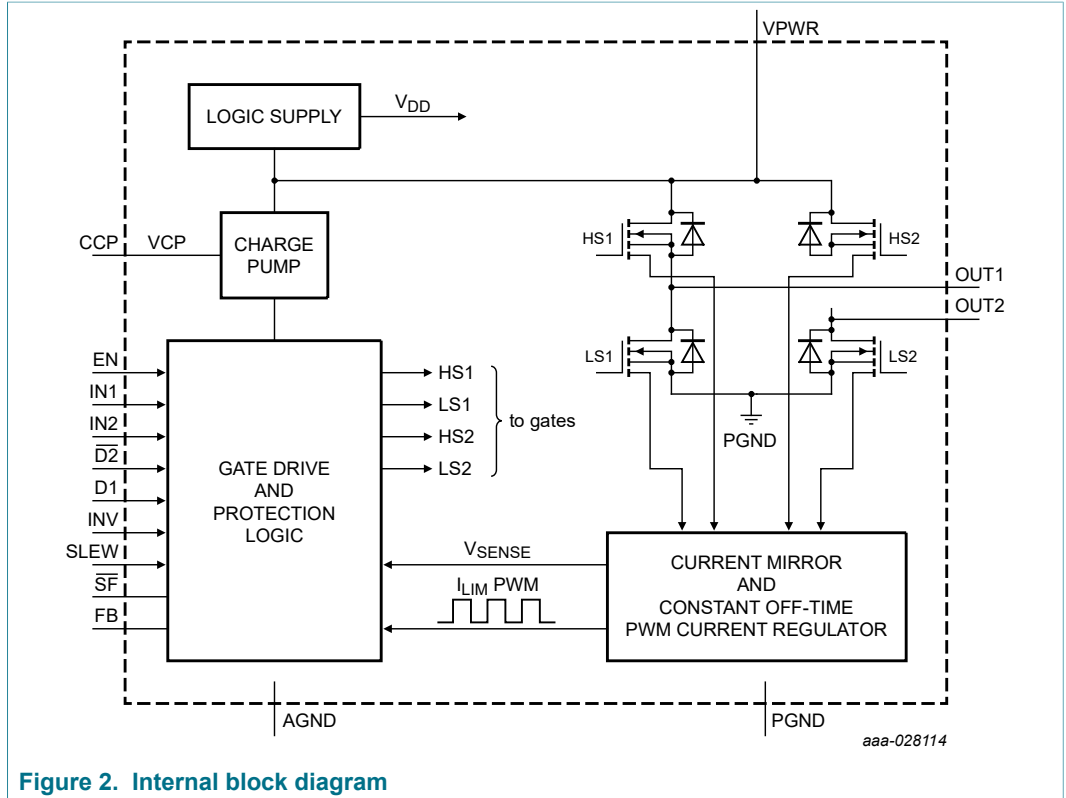 VPWR
LOGIC SUPPLY
VDD
CCP
VCP
CHARGE
PUMP
HS1
HS2
OUT1
OUT2
LS1
LS2
PGND
EN
IN1
IN2
D2
D1
INV
SLEW
SF
FB
GATE DRIVE
AND
PROTECTION
LOGIC
HS1
LS1
HS2
LS2
to gates
VSENSE
ILIM PWM
CURRENT MIRROR
AND
CONSTANT OFF-TIME
PWM CURRENT REGULATOR
AGND
PGND
aaa-028114
Figure 2. Internal block diagram